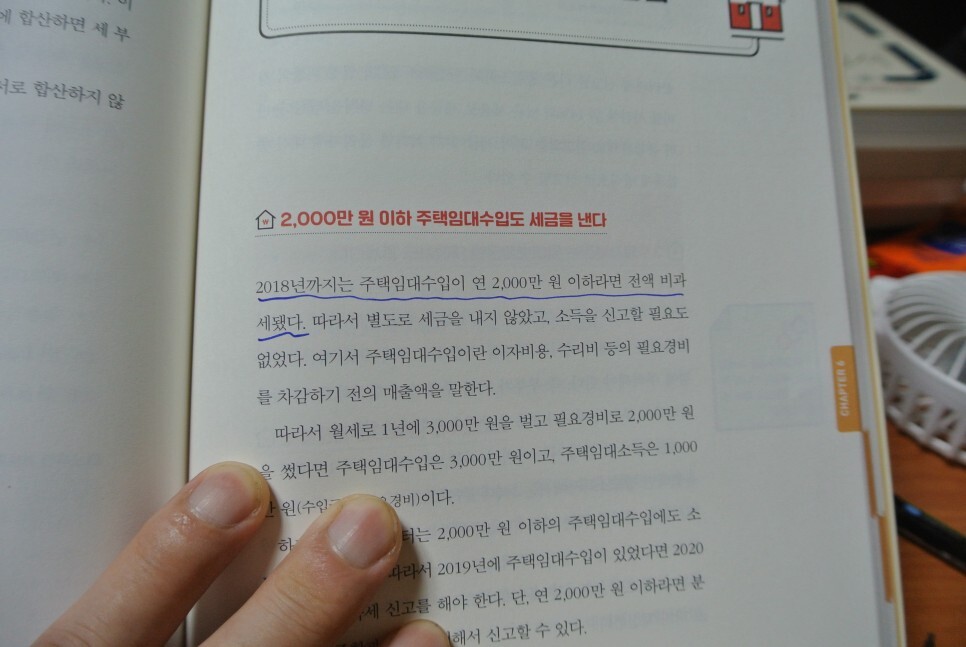 에 합산하면 세 부
서로 합산하지 않
2,000만 원 이하 주택임대수입도 세금을 낸다
2018년까지는 주택임대수입이 연 2,000만 원 이하라면 전액 비과
세됐다. 따라서 별도로 세금을 내지 않았고, 소득을 신고할 필요도
없었다. 여기서 주택임대수입이란 이자비용, 수리비 등의 필요경비
를 차감하기 전의 매출액을 말한다.
따라서 월세로 1년에 3,000만 원을 벌고 필요경비로 2,000만 원
을 썼다면 주택임대수입은 3,000만 원이고, 주택임대소득은 1,000
원(수입 경비)이다.
2,000만 원 이하의 주택임대수입에도 소
따라서 2019년에 주택임대수입이 있었다면 2020
신고를 해야 한다. 단, 연 2,000만 원 이하라면 분
해서 신고할 수 있다.
CHAPTER 6